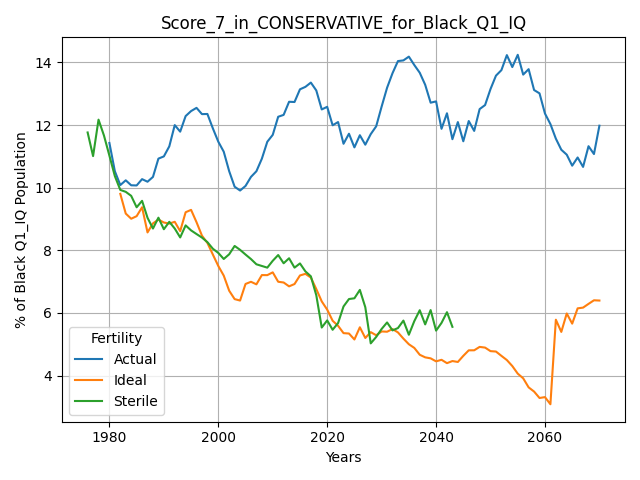 Score_7_in_CONSERVATIVE_for_Black_Q1_IQ
% of Black Q1_IQ Population
14
12
10
8
6
4
Fertility
Actual
Ideal
Sterile
1980
2000
2020
2040
2060
Years